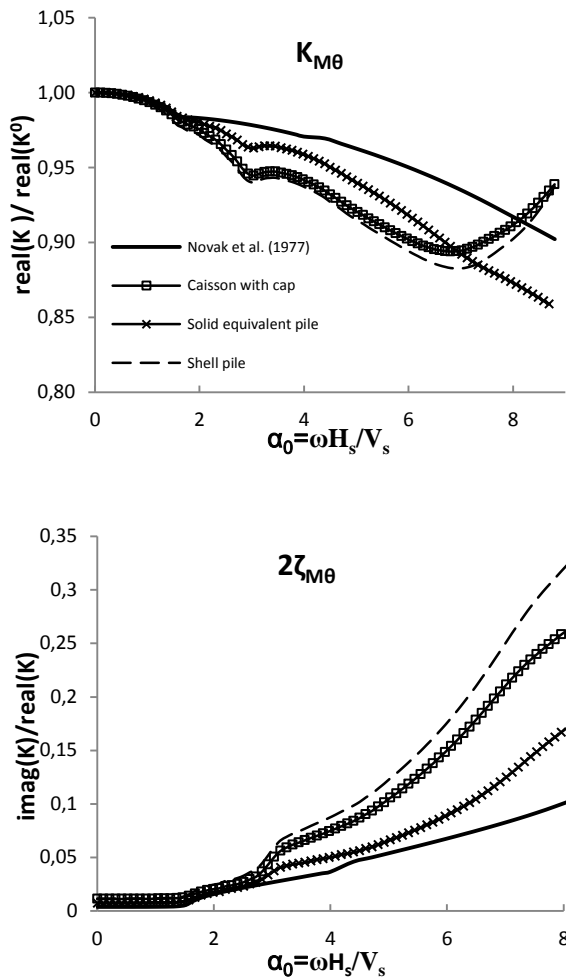 1,05
K_Mθ
1,00
0,95
0,90
0,85
0,80
real(K )/ real(K⁰)
Novak et al. (1977)
Caisson with cap
Solid equivalent pile
Shell pile
0 2 4 6 8
α₀=ωH_s/V_s
0,35
2ζ_Mθ
0,3
0,25
0,2
0,15
0,1
0,05
0
imag(K)/real(K)
0 2 4 6 8
α₀=ωH_s/V_s